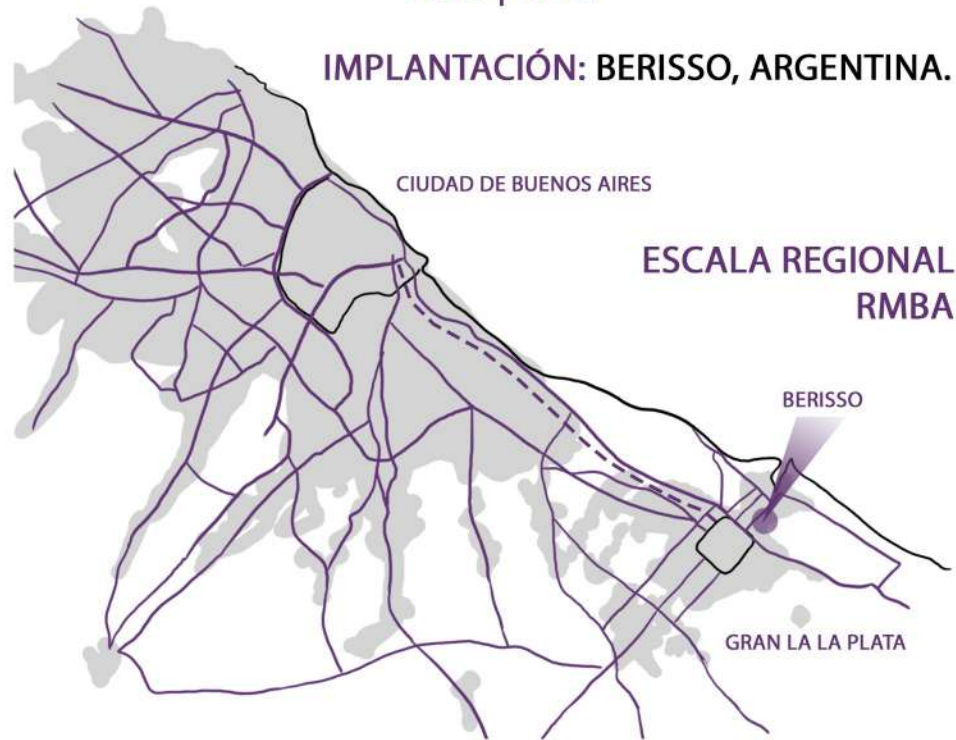 IMPLANTACIÓN: BERISSO, ARGENTINA.
CIUDAD DE BUENOS AIRES
ESCALA REGIONAL
RMBA
BERISSO
GRAN LA LA PLATA